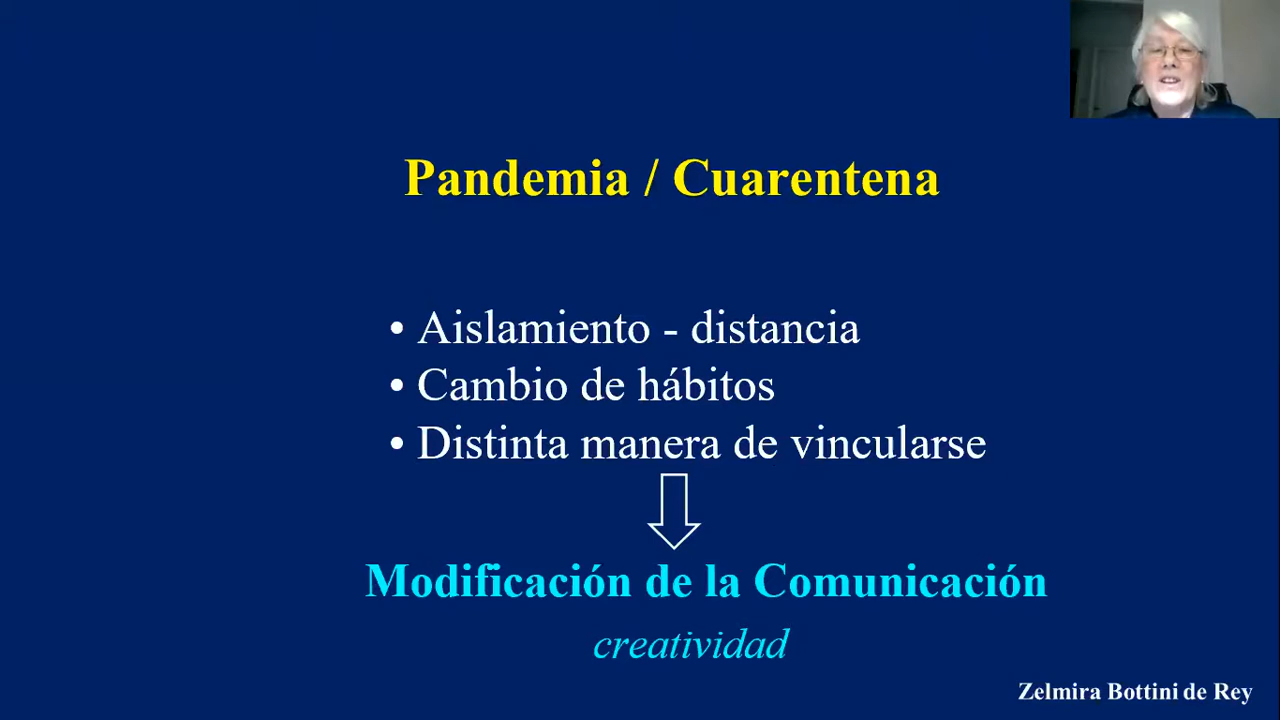 Pandemia / Cuarentena
• Aislamiento - distancia
• Cambio de hábitos
• Distinta manera de vincularse
Modificación de la Comunicación
creatividad
Zelmira Bottini de Rey